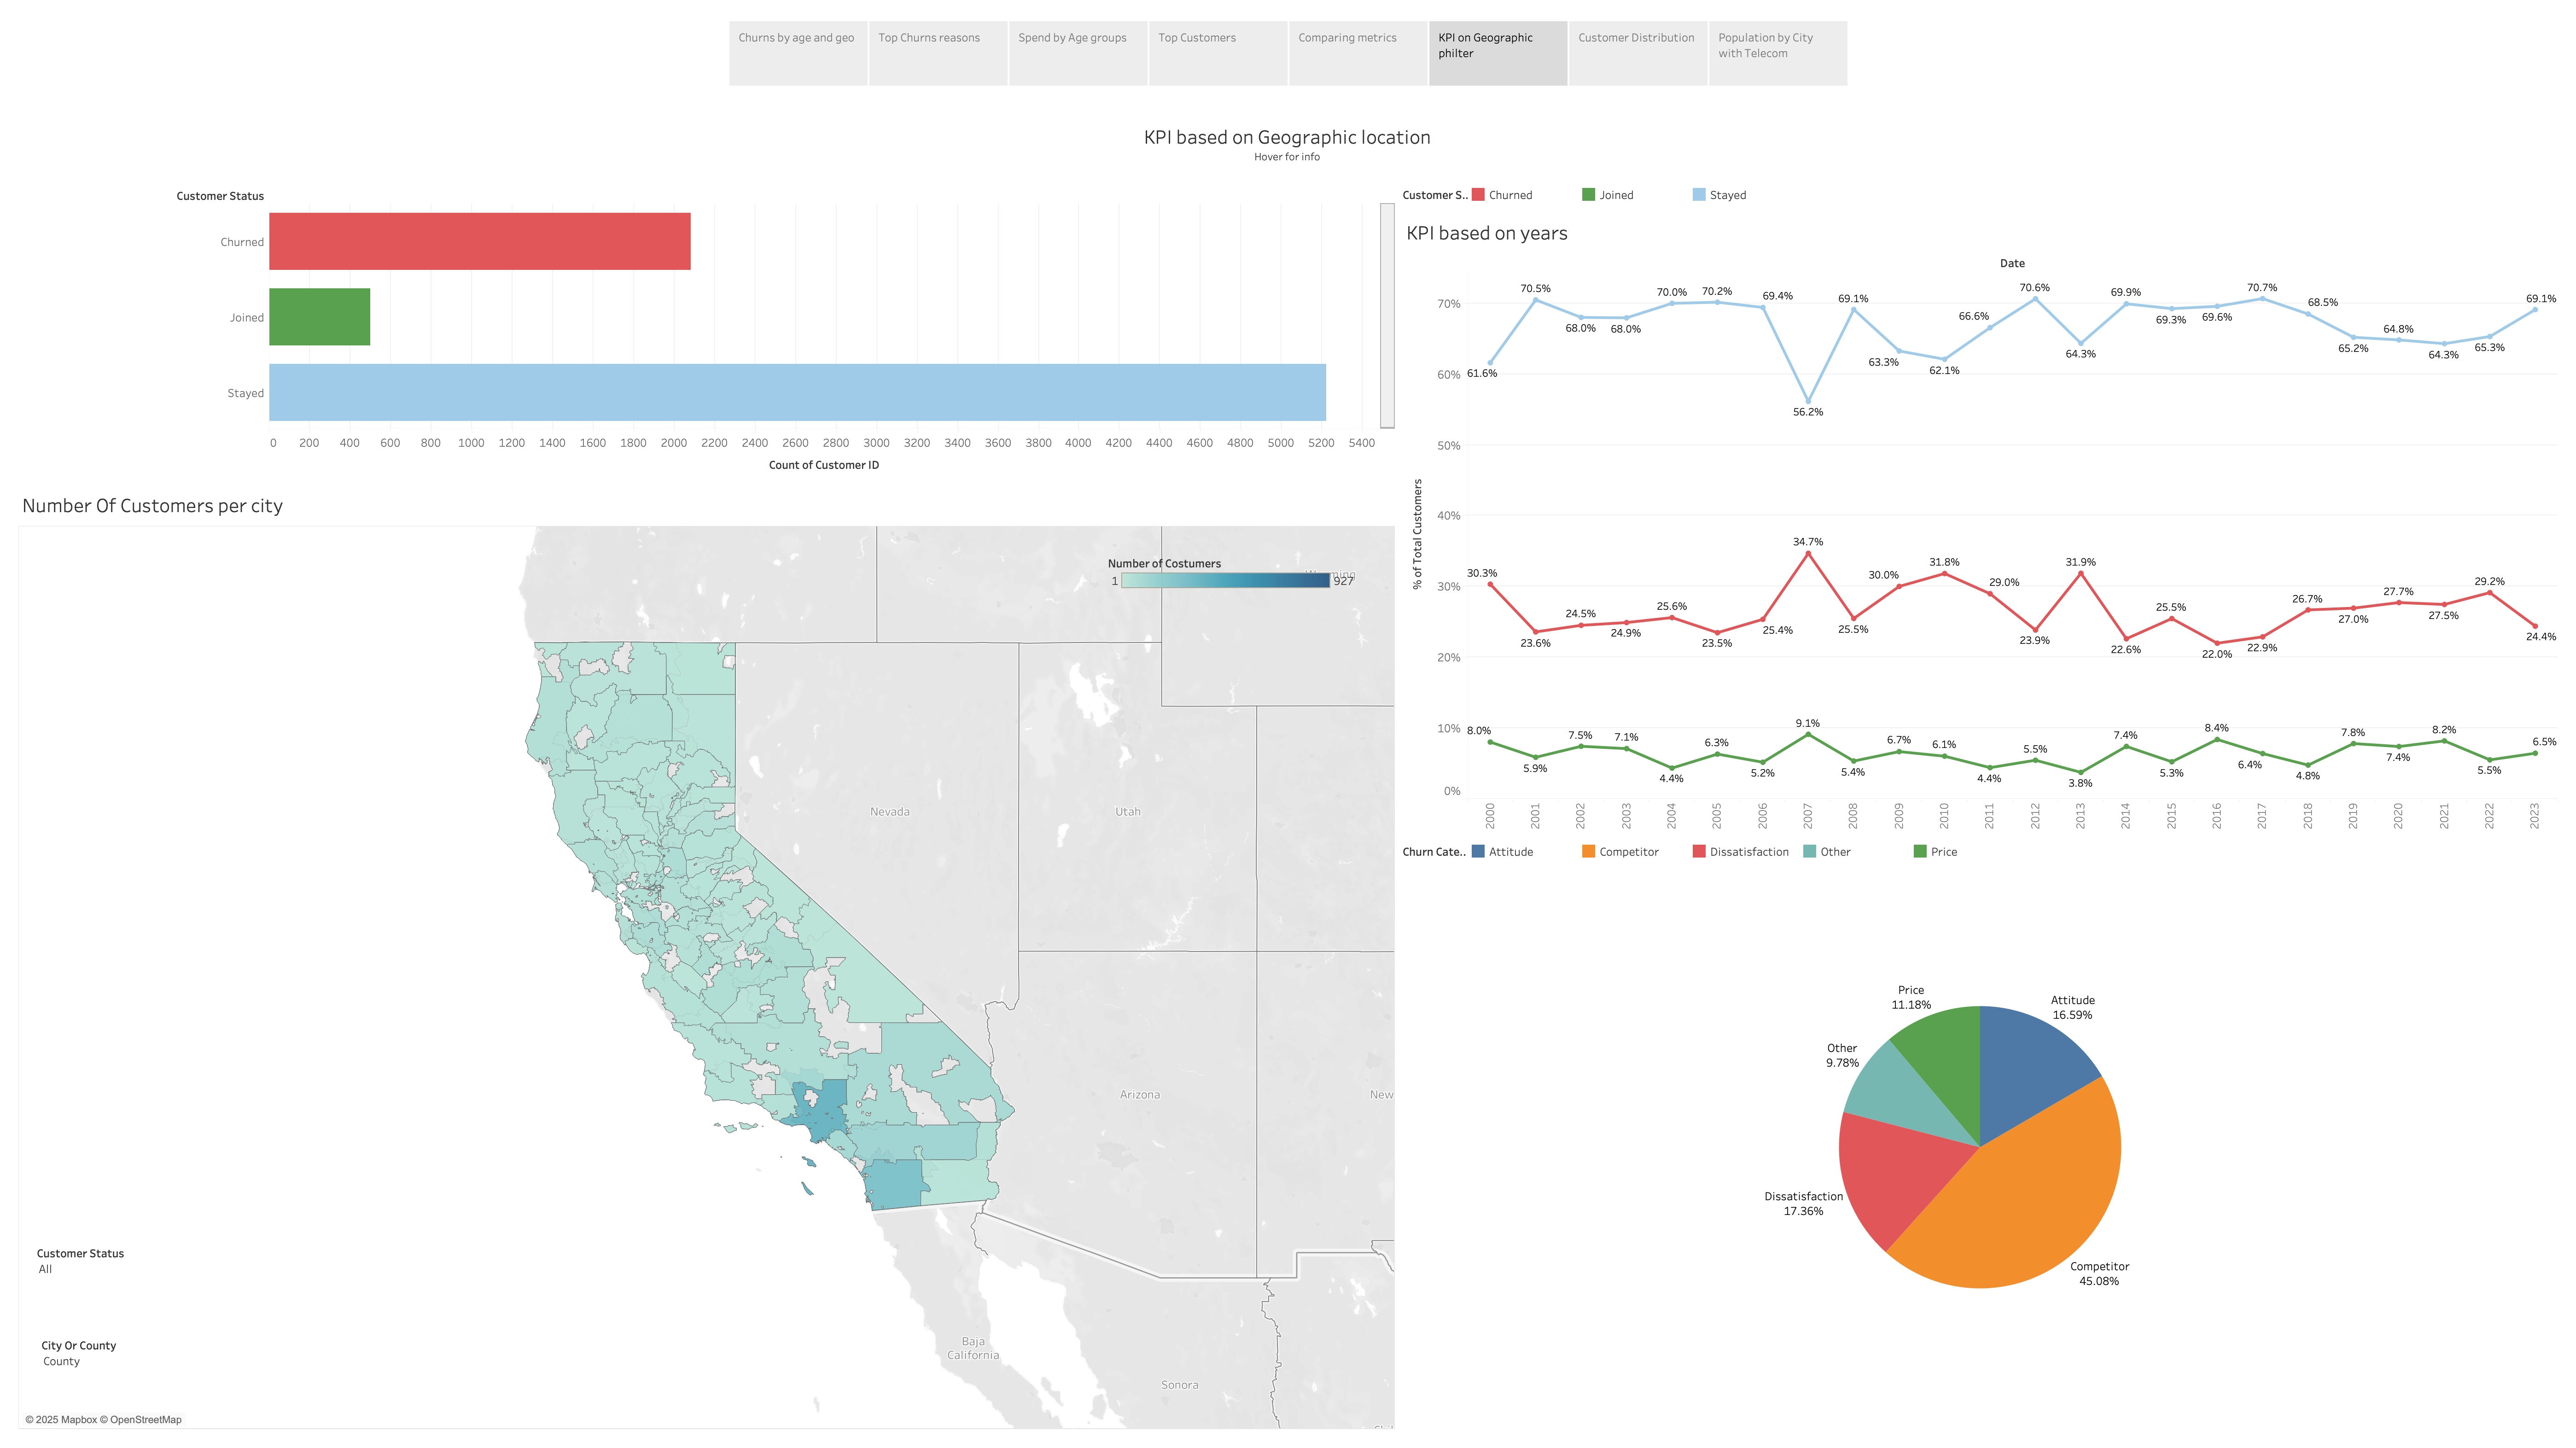 Churns by age and geo
Top Churns reasons
Spend by Age groups
Top Customers
Comparing metrics
KPI on Geographic
philter
Customer Distribution
Population by City
with Telecom
KPI based on Geographic location
Hover for info
Customer Status
Churned
Joined
Stayed
0 200 400 600 800 1000 1200 1400 1600 1800 2000 2200 2400 2600 2800 3000 3200 3400 3600 3800 4000 4200 4400 4600 4800 5000 5200 5400
Count of Customer ID
Customer S.. Churned Joined Stayed
KPI based on years
Date
% of Total Customers
70%
60%
50%
40%
30%
20%
10%
0%
61.6% 70.5% 68.0% 68.0% 70.0% 70.2% 69.4% 56.2% 69.1% 63.3% 62.1% 66.6% 70.6% 64.3% 69.9% 69.3% 69.6% 70.7% 68.5% 65.2% 64.8% 64.3% 65.3% 69.1%
30.3% 23.6% 24.5% 24.9% 25.6% 23.5% 25.4% 34.7% 25.5% 30.0% 31.8% 29.0% 23.9% 31.9% 22.6% 25.5% 22.0% 22.9% 26.7% 27.0% 27.7% 27.5% 29.2% 24.4%
8.0% 5.9% 7.5% 7.1% 4.4% 6.3% 5.2% 9.1% 5.4% 6.7% 6.1% 4.4% 5.5% 3.8% 7.4% 5.3% 8.4% 6.4% 4.8% 7.8% 7.4% 8.2% 5.5% 6.5%
2000 2001 2002 2003 2004 2005 2006 2007 2008 2009 2010 2011 2012 2013 2014 2015 2016 2017 2018 2019 2020 2021 2022 2023
Number Of Customers per city
Number of Costumers
1 927
Nevada
Utah
Arizona
New
Baja
California
Sonora
Customer Status
All
City Or County
County
© 2025 Mapbox © OpenStreetMap
Churn Cate.. Attitude Competitor Dissatisfaction Other Price
Price
11.18%
Attitude
16.59%
Other
9.78%
Dissatisfaction
17.36%
Competitor
45.08%